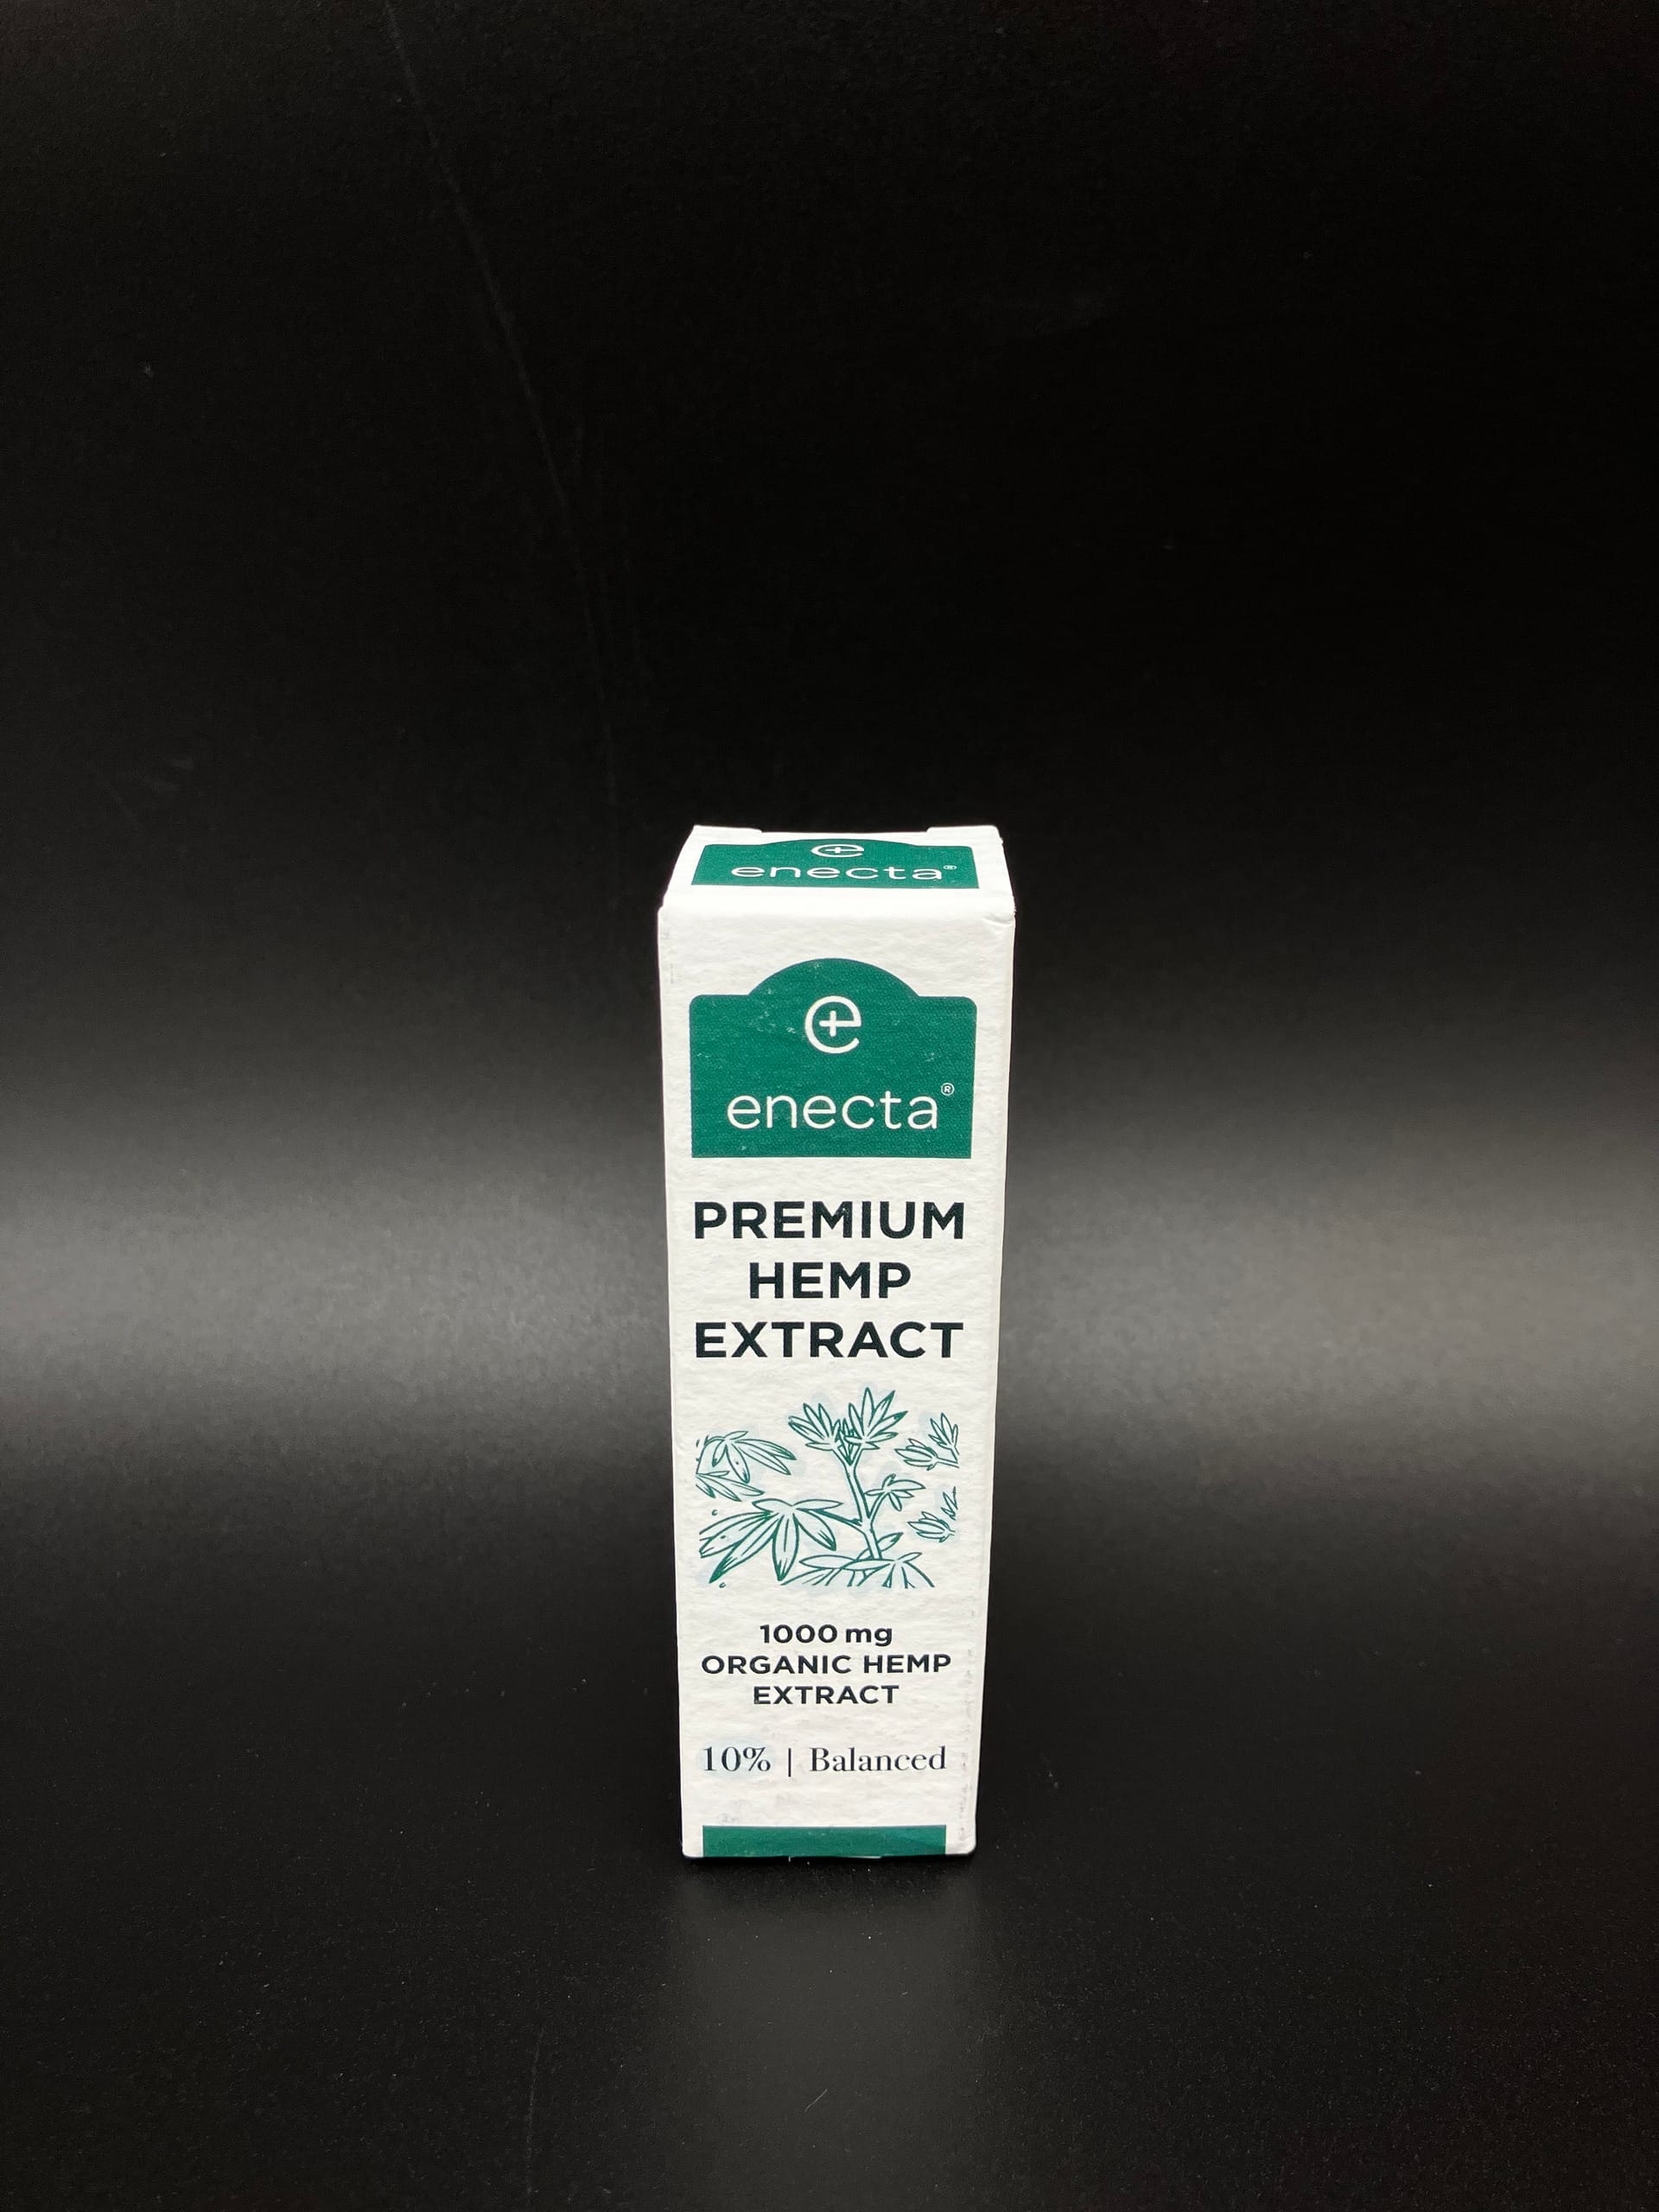 enecta®
enecta®
PREMIUM
HEMP
EXTRACT
1000 mg
ORGANIC HEMP
EXTRACT
10% | Balanced